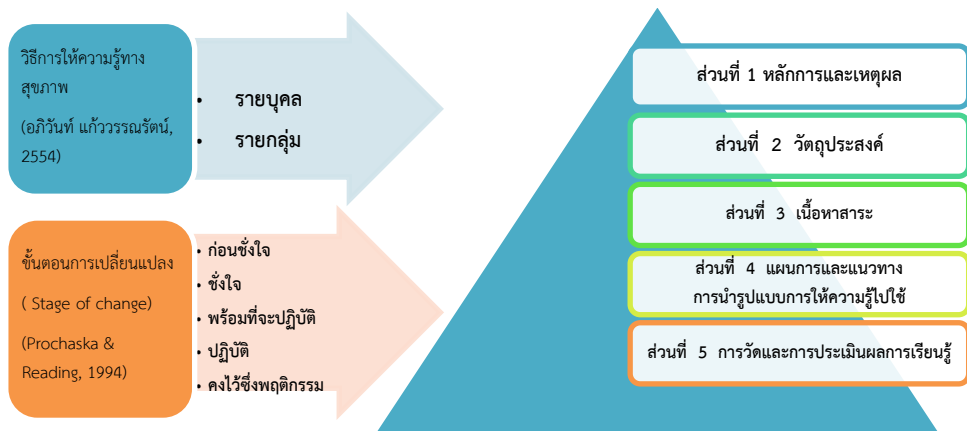 วิธีการให้ความรู้ทาง
สุขภาพ
(อภิวันท์ แก้ววรรณรัตน์,
2554)
• รายบุคล
• รายกลุ่ม
ขั้นตอนการเปลี่ยนแปลง
( Stage of change)
(Prochaska &
Reading, 1994)
• ก่อนชั่งใจ
• ชั่งใจ
• พร้อมที่จะปฏิบัติ
• ปฏิบัติ
• คงไว้ซึ่งพฤติกรรม
ส่วนที่ 1 หลักการและเหตุผล
ส่วนที่ 2 วัตถุประสงค์
ส่วนที่ 3 เนื้อหาสาระ
ส่วนที่ 4 แผนการและแนวทาง
การนำรูปแบบการให้ความรู้ไปใช้
ส่วนที่ 5 การวัดและการประเมินผลการเรียนรู้